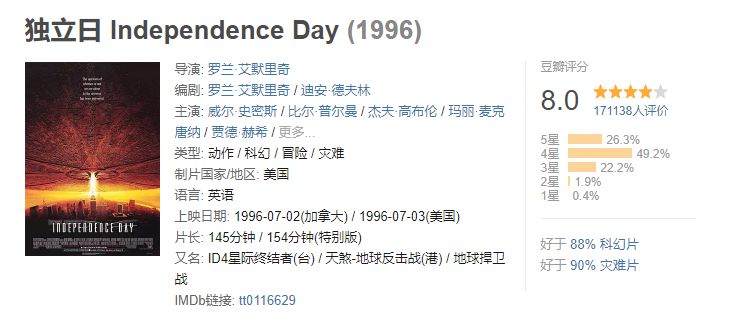 独立日 Independence Day (1996)
INDEPENDENCE DAY
导演: 罗兰·艾默里奇
编剧: 罗兰·艾默里奇 / 迪安·德夫林
主演: 威尔·史密斯 / 比尔·普尔曼 / 杰夫·高布伦 / 玛丽·麦克
唐纳 / 贾德·赫希 / 更多...
类型: 动作 / 科幻 / 冒险 / 灾难
制片国家/地区: 美国
语言: 英语
上映日期: 1996-07-02(加拿大) / 1996-07-03(美国)
片长: 145分钟 / 154分钟(特别版)
又名: ID4星际终结者(台) / 天煞-地球反击战(港) / 地球捍卫
战
IMDb链接: tt0116629
豆瓣评分
8.0
171138人评价
5星 26.3%
4星 49.2%
3星 22.2%
2星 1.9%
1星 0.4%
好于 88% 科幻片
好于 90% 灾难片